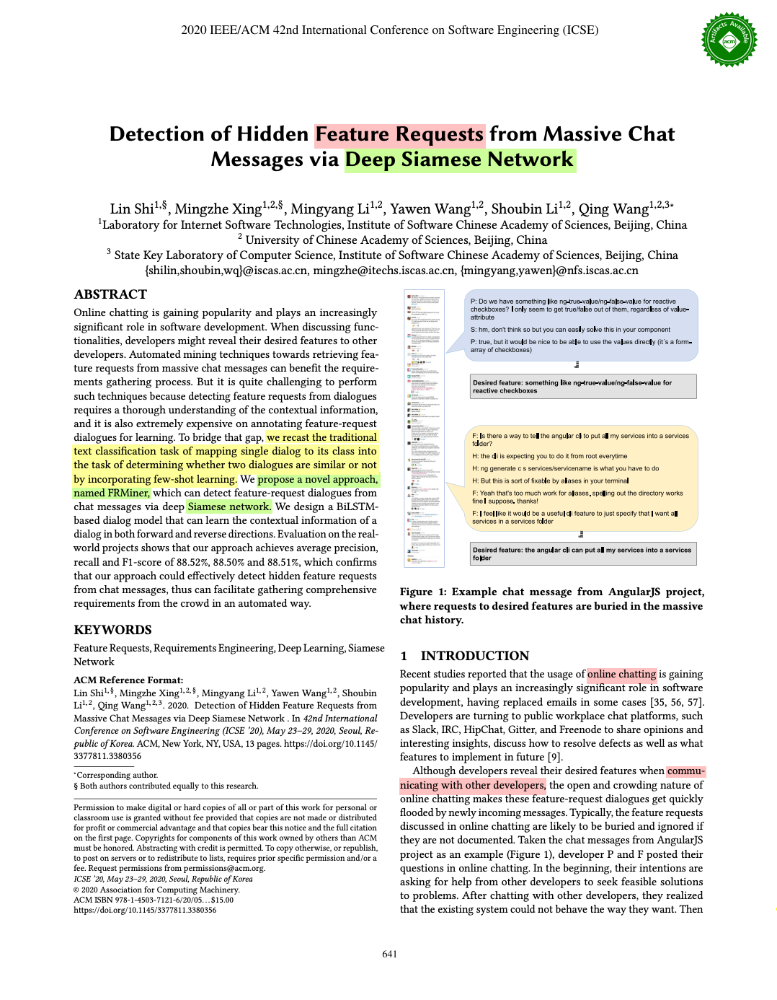 2020 IEEE/ACM 42nd International Conference on Software Engineering (ICSE)
Artifacts Available
acm
Detection of Hidden Feature Requests from Massive Chat
Messages via Deep Siamese Network
Lin Shi1,§, Mingzhe Xing1,2,§, Mingyang Li1,2, Yawen Wang1,2, Shoubin Li1,2, Qing Wang1,2,3*
1Laboratory for Internet Software Technologies, Institute of Software Chinese Academy of Sciences, Beijing, China
2 University of Chinese Academy of Sciences, Beijing, China
3 State Key Laboratory of Computer Science, Institute of Software Chinese Academy of Sciences, Beijing, China
{shilin,shoubin,wq}@iscas.ac.cn, mingzhe@itechs.iscas.ac.cn, {mingyang,yawen}@nfs.iscas.ac.cn
ABSTRACT
Online chatting is gaining popularity and plays an increasingly
significant role in software development. When discussing func-
tionalities, developers might reveal their desired features to other
developers. Automated mining techniques towards retrieving fea-
ture requests from massive chat messages can benefit the require-
ments gathering process. But it is quite challenging to perform
such techniques because detecting feature requests from dialogues
requires a thorough understanding of the contextual information,
and it is also extremely expensive on annotating feature-request
dialogues for learning. To bridge that gap, we recast the traditional
text classification task of mapping single dialog to its class into
the task of determining whether two dialogues are similar or not
by incorporating few-shot learning. We propose a novel approach,
named FRMiner, which can detect feature-request dialogues from
chat messages via deep Siamese network. We design a BiLSTM-
based dialog model that can learn the contextual information of a
dialog in both forward and reverse directions. Evaluation on the real-
world projects shows that our approach achieves average precision,
recall and F1-score of 88.52%, 88.50% and 88.51%, which confirms
that our approach could effectively detect hidden feature requests
from chat messages, thus can facilitate gathering comprehensive
requirements from the crowd in an automated way.
KEYWORDS
Feature Requests, Requirements Engineering, Deep Learning, Siamese
Network
ACM Reference Format:
Lin Shi1,§, Mingzhe Xing1,2,§, Mingyang Li1,2, Yawen Wang1,2, Shoubin
Li1,2, Qing Wang1,2,3. 2020. Detection of Hidden Feature Requests from
Massive Chat Messages via Deep Siamese Network . In 42nd International
Conference on Software Engineering (ICSE '20), May 23–29, 2020, Seoul, Re-
public of Korea. ACM, New York, NY, USA, 13 pages. https://doi.org/10.1145/
3377811.3380356
*Corresponding author.
§ Both authors contributed equally to this research.
Permission to make digital or hard copies of all or part of this work for personal or
classroom use is granted without fee provided that copies are not made or distributed
for profit or commercial advantage and that copies bear this notice and the full citation
on the first page. Copyrights for components of this work owned by others than ACM
must be honored. Abstracting with credit is permitted. To copy otherwise, or republish,
to post on servers or to redistribute to lists, requires prior specific permission and/or a
fee. Request permissions from permissions@acm.org.
ICSE '20, May 23–29, 2020, Seoul, Republic of Korea
© 2020 Association for Computing Machinery.
ACM ISBN 978-1-4503-7121-6/20/05...$15.00
https://doi.org/10.1145/3377811.3380356
P: Do we have something like ng-true-value/ng-false-value for reactive
checkboxes? I only seem to get true/false out of them, regardless of value-
attribute
S: hm, don't think so but you can easily solve this in your component
P: true, but it would be nice to be able to use the values directly (it´s a form-
array of checkboxes)
Desired feature: something like ng-true-value/ng-false-value for
reactive checkboxes
F: Is there a way to tell the angular cli to put all my services into a services
folder?
H: the cli is expecting you to do it from root everytime
H: ng generate c s services/servicename is what you have to do
H: But this is sort of fixable by aliases in your terminal
F: Yeah that's too much work for aliases, spelling out the directory works
fine I suppose. thanks!
F: I feel like it would be a useful cli feature to just specify that I want all
services in a services folder
Desired feature: the angular cli can put all my services into a services
folder
Figure 1: Example chat message from AngularJS project,
where requests to desired features are buried in the massive
chat history.
1 INTRODUCTION
Recent studies reported that the usage of online chatting is gaining
popularity and plays an increasingly significant role in software
development, having replaced emails in some cases [35, 56, 57].
Developers are turning to public workplace chat platforms, such
as Slack, IRC, HipChat, Gitter, and Freenode to share opinions and
interesting insights, discuss how to resolve defects as well as what
features to implement in future [9].
Although developers reveal their desired features when commu-
nicating with other developers, the open and crowding nature of
online chatting makes these feature-request dialogues get quickly
flooded by newly incoming messages. Typically, the feature requests
discussed in online chatting are likely to be buried and ignored if
they are not documented. Taken the chat messages from AngularJS
project as an example (Figure 1), developer P and F posted their
questions in online chatting. In the beginning, their intentions are
asking for help from other developers to seek feasible solutions
to problems. After chatting with other developers, they realized
that the existing system could not behave the way they want. Then
641